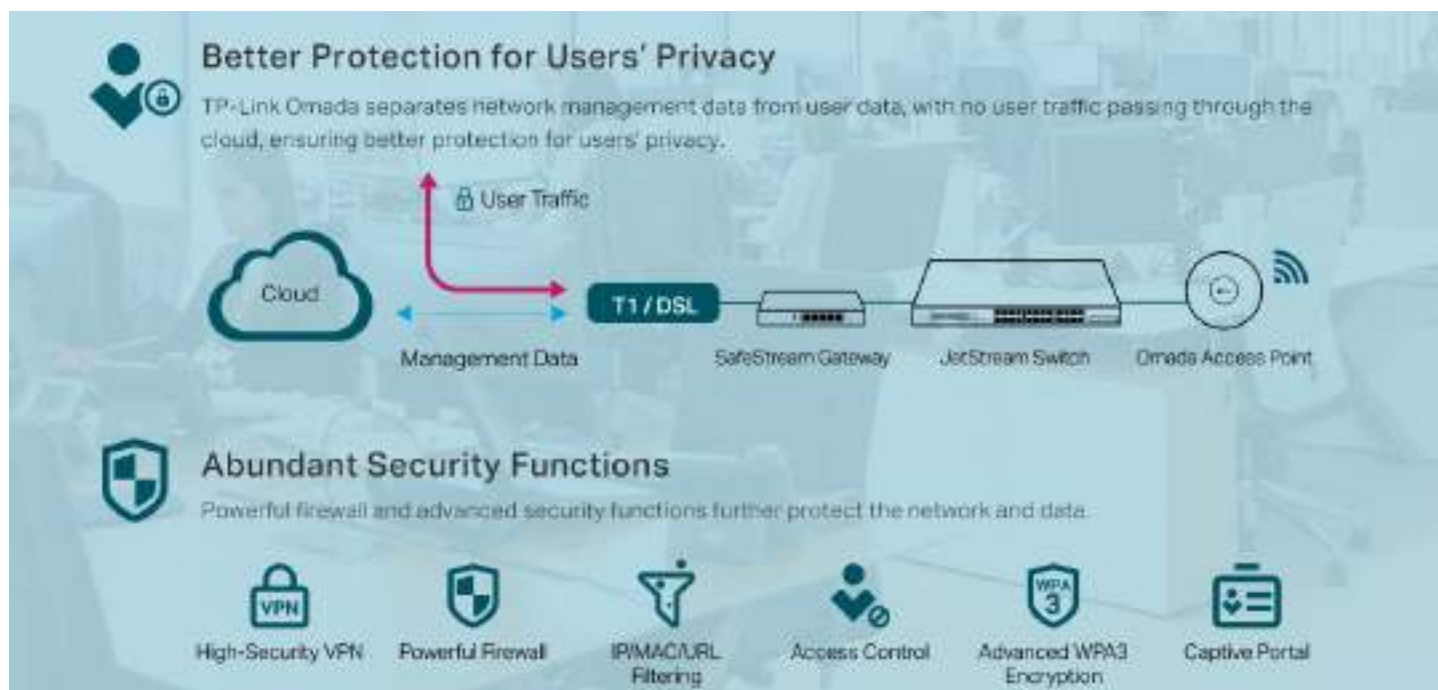 Better Protection for Users' Privacy
TP-Link Omada separates network management data from user data, with no user traffic passing through the
cloud, ensuring better protection for users' privacy.
User Traffic
Cloud
T1 / DSL
Management Data
SafeStream Gateway
JetStream Switch
Omada Access Point
Abundant Security Functions
Powerful firewall and advanced security functions further protect the network and data.
VPN
WPA
3
High-Security VPN
Powerful Firewall
IP/MAC/URL
Filtering
Access Control
Advanced WPA3
Encryption
Captive Portal